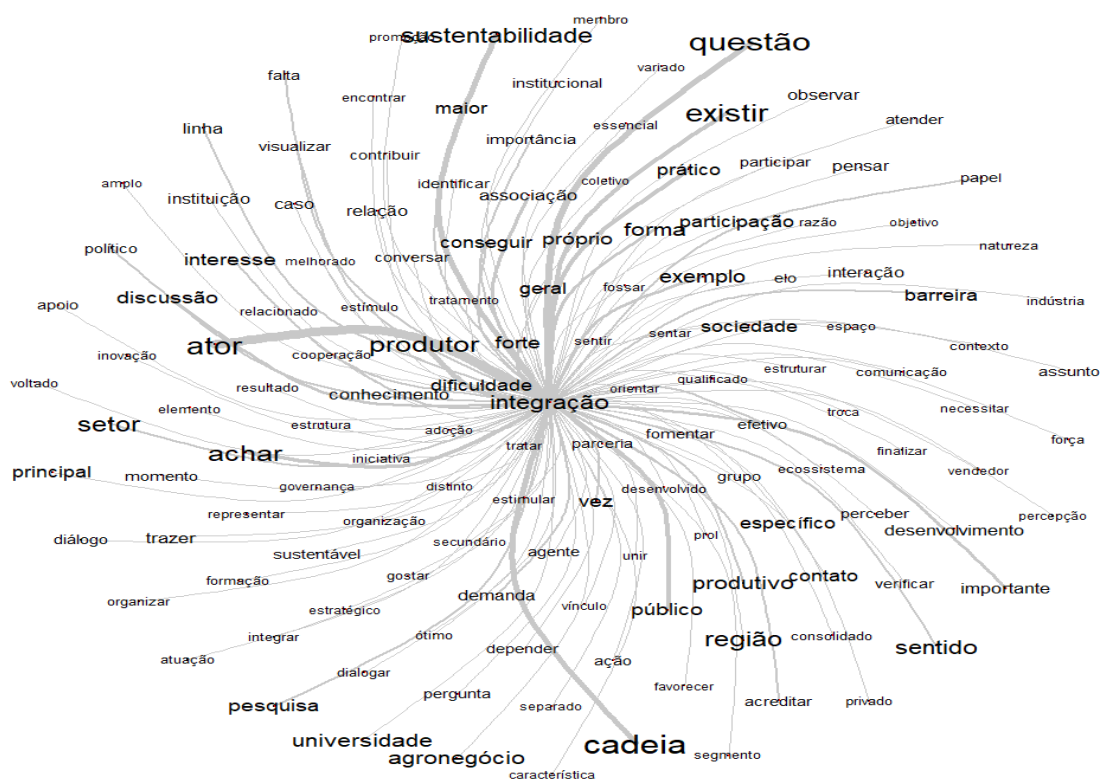 membro
promoção
sustentabilidade
questão
variado
falta
institucional
encontrar
observar
maior
existir
atender
linha
essencial
visualizar
importância
contribuir
participar
prático
pensar
papel
amplo
identificar
coletivo
instituição
caso
associação
relação
participação
razão
objetivo
forma
próprio
conseguir
natureza
político
interesse
melhorado
conversar
interação
exemplo
elo
geral
fossar
barreira
discussão
tratamento
indústria
apoio
relacionado
estímulo
sociedade
espaço
sentar
sentir
forte
produtor
ator
contexto
inovação
cooperação
estruturar
comunicação
assunto
qualificado
voltado
resultado
conhecimento
dificuldade
orientar
integração
necessitar
elemento
troca
setor
estrutura
adoção
efetivo
fomentar
força
parceria
tratar
finalizar
achar
iniciativa
principal
momento
ecossistema
vendedor
grupo
governança
distinto
desenvolvido
estimular
vez
representar
perceber
percepção
organização
específico
desenvolvimento
diálogo
trazer
prol
secundário
sustentável
agente
unir
formação
gostar
produtivo
contato
verificar
importante
organizar
demanda
estratégico
vínculo
público
integrar
ótimo
região
consolidado
sentido
depender
atuação
ação
dialogar
favorecer
pergunta
acreditar
privado
pesquisa
separado
universidade
cadeia
agronegócio
segmento
característica